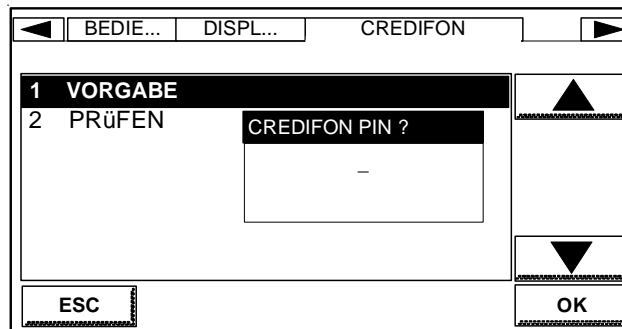 BEDIE... DISPL... CREDIFON
1 VORGABE
2 PRüFEN
CREDIFON PIN ?
_
ESC OK